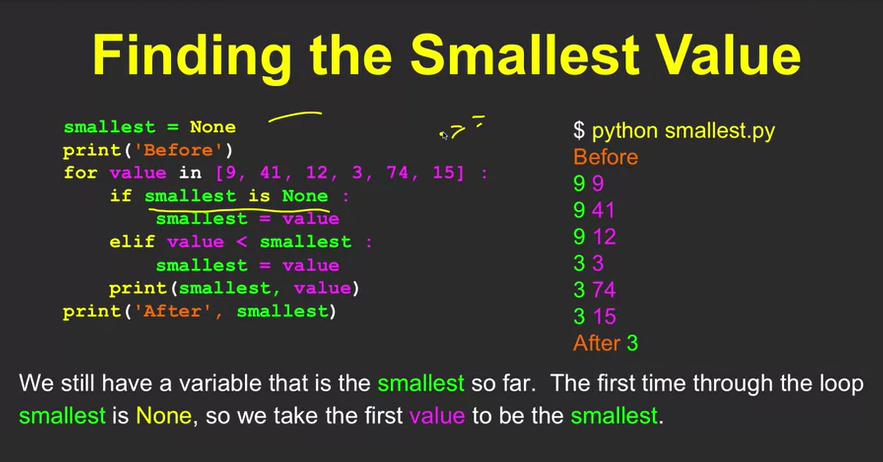 Finding the Smallest Value
smallest = None
print('Before')
for value in [9, 41, 12, 3, 74, 15] :
    if smallest is None :
        smallest = value
    elif value < smallest :
        smallest = value
    print(smallest, value)
print('After', smallest)
$ python smallest.py
Before
9 9
9 41
9 12
3 3
3 74
3 15
After 3
We still have a variable that is the smallest so far.  The first time through the loop
smallest is None, so we take the first value to be the smallest.